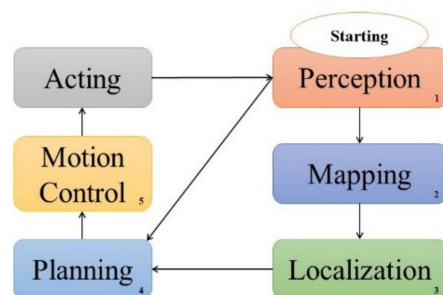 Starting
Acting
Perception
1
Motion
Control
5
Mapping
2
Planning
4
Localization
3